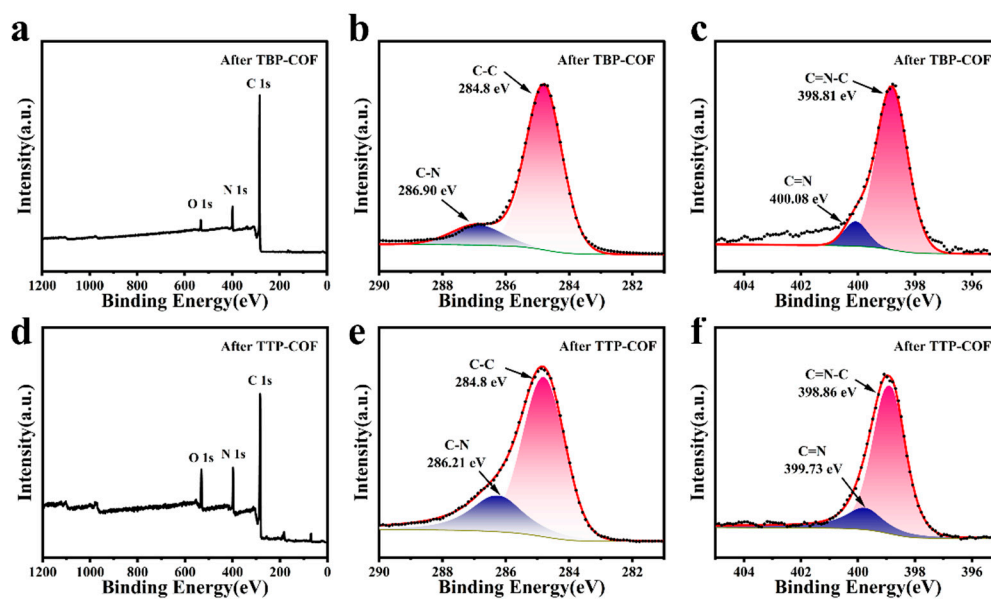 a
After TBP-COF
C 1s
N 1s
O 1s
Intensity(a.u.)
1200 1000 800 600 400 200 0
Binding Energy(eV)
b
After TBP-COF
C-C
284.8 eV
C-N
286.90 eV
Intensity(a.u.)
290 288 286 284 282
Binding Energy(eV)
c
After TBP-COF
C=N-C
398.81 eV
C=N
400.08 eV
Intensity(a.u.)
404 402 400 398 396
Binding Energy(eV)
d
After TTP-COF
C 1s
O 1s
N 1s
Intensity(a.u.)
1200 1000 800 600 400 200 0
Binding Energy(eV)
e
After TTP-COF
C-C
284.8 eV
C-N
286.21 eV
Intensity(a.u.)
290 288 286 284 282
Binding Energy(eV)
f
After TTP-COF
C=N-C
398.86 eV
C=N
399.73 eV
Intensity(a.u.)
404 402 400 398 396
Binding Energy(eV)